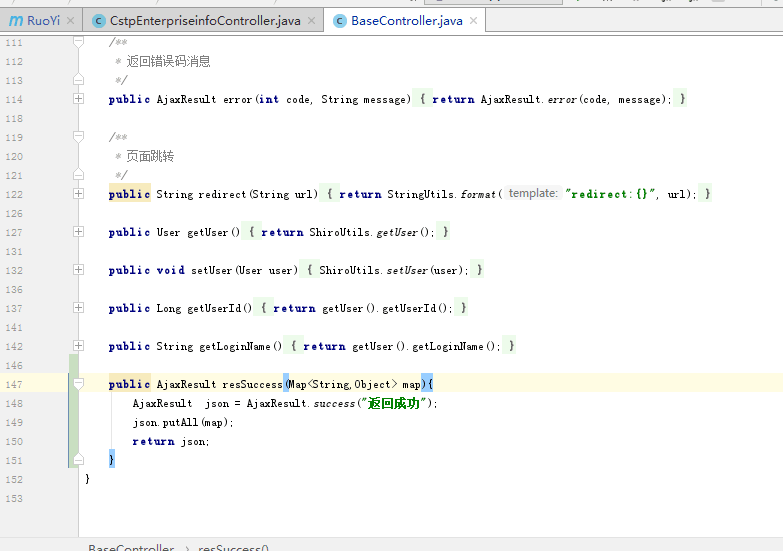 RuoYi CstpEnterpriseinfoController.java BaseController.java
111 /**
112 * 返回错误码消息
113 */
114 public AjaxResult error(int code, String message) { return AjaxResult.error(code, message); }
118
119 /**
120 * 页面跳转
121 */
122 public String redirect(String url) { return StringUtils.format( template: "redirect:{}", url); }
126
127 public User getUser() { return ShiroUtils.getUser(); }
131
132 public void setUser(User user) { ShiroUtils.setUser(user); }
136
137 public Long getUserId() { return getUser().getUserId(); }
141
142 public String getLoginName() { return getUser().getLoginName(); }
146
147 public AjaxResult resSuccess(Map<String,Object> map){
148 AjaxResult json = AjaxResult.success("返回成功");
149 json.putAll(map);
150 return json;
151 }
152 }
153
BaseController > resSuccess()